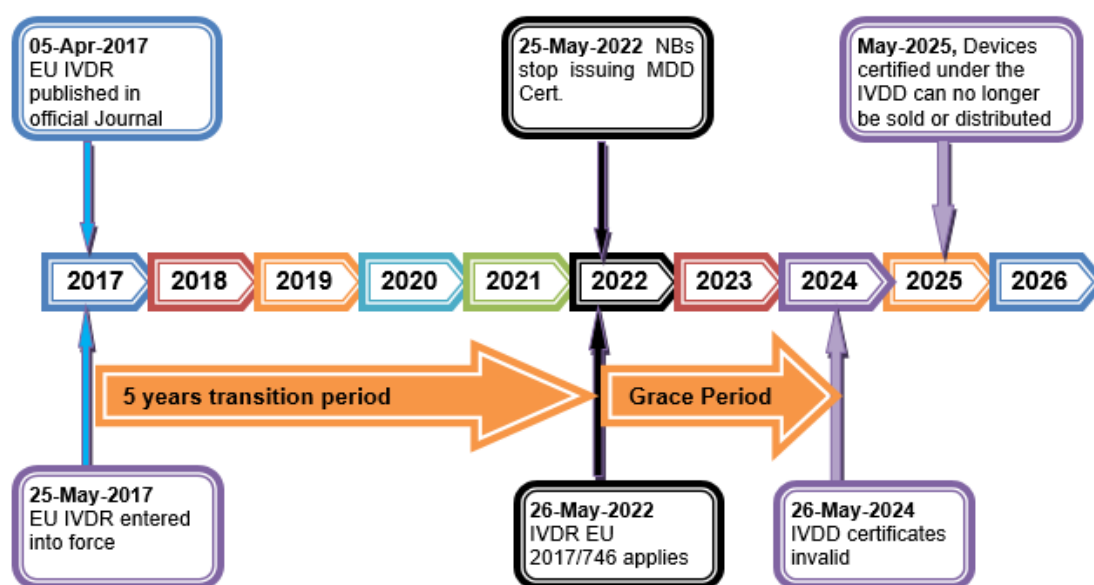 05-Apr-2017
EU IVDR
published in
official Journal
25-May-2022 NBs
stop issuing MDD
Cert.
May-2025, Devices
certified under the
IVDD can no longer
be sold or distributed
2017
2018
2019
2020
2021
2022
2023
2024
2025
2026
5 years transition period
Grace Period
25-May-2017
EU IVDR entered
into force
26-May-2022
IVDR EU
2017/746 applies
26-May-2024
IVDD certificates
invalid